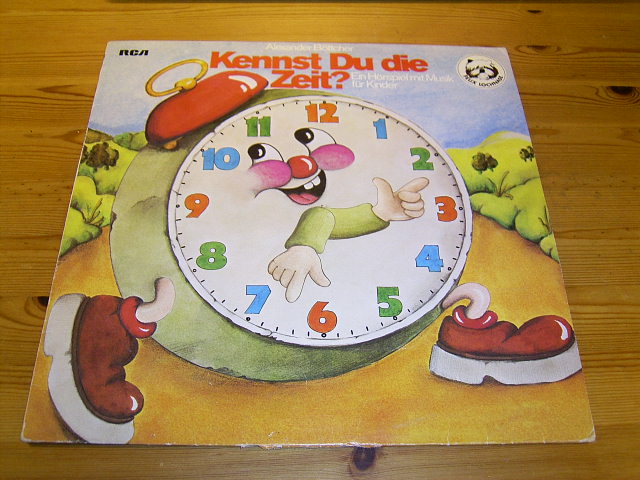 RCA
Alexander Böttcher
Kennst Du die
Zeit?
Ein Hörspiel mit Musik
für Kinder
12
1
2
3
4
5
6
7
8
9
10
11